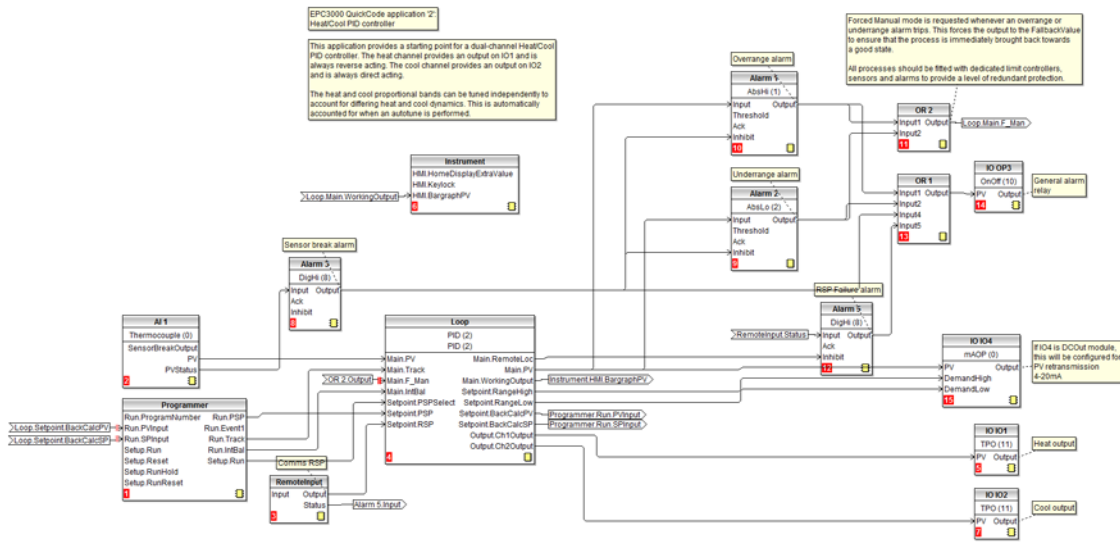 EPC3000 QuickCode application '2':
Heat/Cool PID controller
This application provides a starting point for a dual-channel Heat/Cool
PID controller. The heat channel provides an output on IO1 and is
always reverse acting. The cool channel provides an output on IO2
and is always direct acting.
The heat and cool proportional bands can be tuned independently to
account for differing heat and cool dynamics. This is automatically
accounted for when an autotune is performed.
Forced Manual mode is requested whenever an overrange or
underrange alarm trips. This forces the output to the FallbackValue
to ensure that the process is immediately brought back towards
a good state.
All processes should be fitted with dedicated limit controllers,
sensors and alarms to provide a level of redundant protection.
Overrange alarm
AbsHi (1)
Input Output
Threshold
Ack
Inhibit
10
OR 2
Input1 Output
Input2
11
Loop.Main.F_Man
Instrument
HMI.HomeDisplayExtraValue
HMI.Keylock
HMI.BargraphPV
6
Loop.Main.WorkingOutput
Underrange alarm
Alarm 2
AbsLo (2)
Input Output
Threshold
Ack
Inhibit
9
OR 1
Input1 Output
Input2
Input4
Input5
13
IO OP3
OnOff (10)
PV Output
14
General alarm
relay
Sensor break alarm
Alarm 3
DigHi (8)
Input Output
Ack
Inhibit
8
RSP Failure alarm
Alarm 5
DigHi (8)
Input Output
Ack
Inhibit
12
RemoteInput.Status
AI 1
Thermocouple (0)
SensorBreakOutput
PV
PVStatus
2
Loop
PID (2)
PID (2)
Main.PV Main.RemoteLoc
Main.Track Main.PV
Main.F_Man Main.WorkingOutput
Main.IntBal Setpoint.RangeHigh
Setpoint.PSPSelect Setpoint.RangeLow
Setpoint.PSP Setpoint.BackCalcPV
Setpoint.RSP Setpoint.BackCalcSP
Output.Ch1Output
Output.Ch2Output
4
OR 2.Output
Instrument.HMI.BargraphPV
Programmer.Run.PVInput
Programmer.Run.SPInput
IO IO4
mAOP (0)
PV Output
DemandHigh
DemandLow
15
If IO4 is DCOut module,
this will be configured for
PV retransmission
4-20mA
Programmer
Run.ProgramNumber Run.PSP
Run.PVInput Run.Event1
Run.SPInput Run.Track
Setup.Run Run.IntBal
Setup.Reset Setup.Run
Setup.RunHold
Setup.RunReset
1
Loop.Setpoint.BackCalcPV
Loop.Setpoint.BackCalcSP
Comms RSP
RemoteInput
Input Output
Status
3
Alarm 5.Input
IO IO1
TPO (11)
PV Output
5
Heat output
IO IO2
TPO (11)
PV Output
7
Cool output